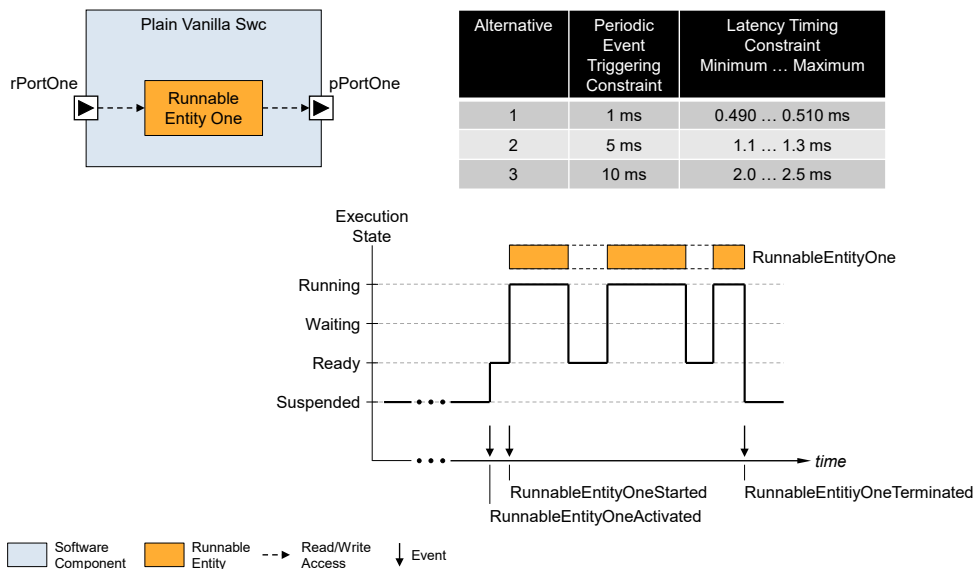 Plain Vanilla Swc
rPortOne
pPortOne
Runnable
Entity One
Alternative
Periodic
Event
Triggering
Constraint
Latency Timing
Constraint
Minimum … Maximum
1
1 ms
0.490 … 0.510 ms
2
5 ms
1.1 … 1.3 ms
3
10 ms
2.0 … 2.5 ms
Execution
State
RunnableEntityOne
Running
Waiting
Ready
Suspended
time
RunnableEntityOneStarted
RunnableEntitiyOneTerminated
RunnableEntityOneActivated
Software
Component
Runnable
Entity
Read/Write
Access
Event